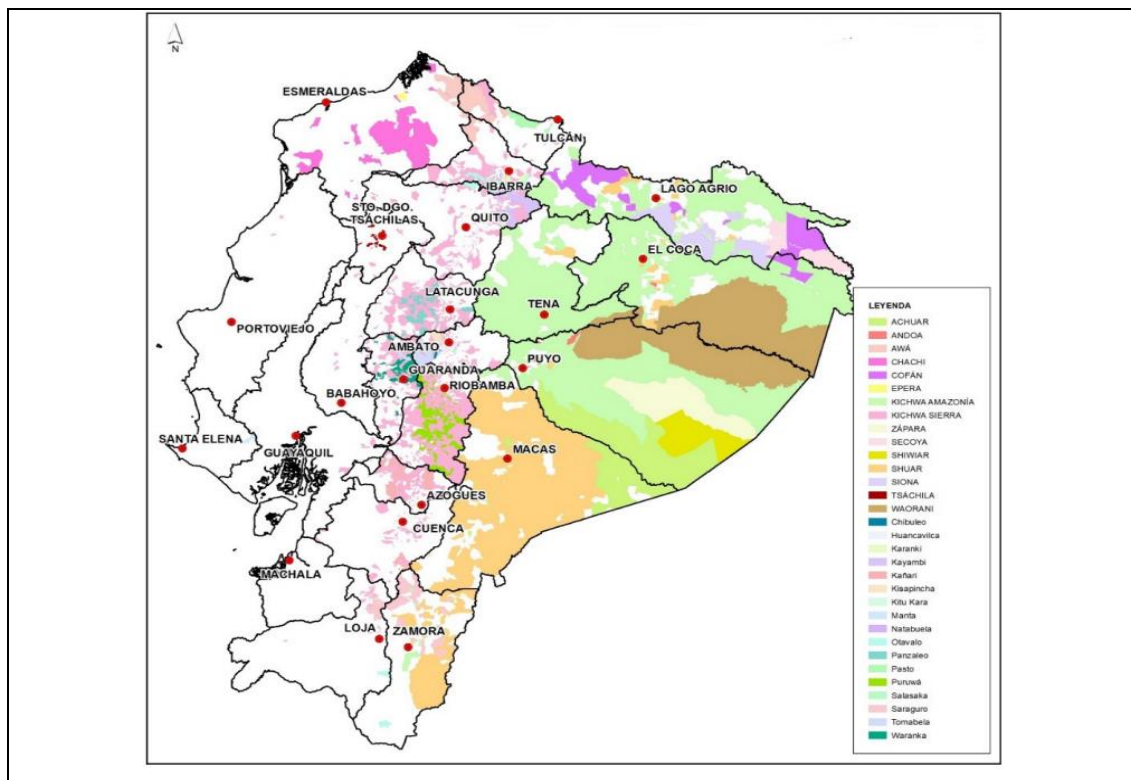 N
ESMERALDAS
TULCÁN
IBARRA
LAGO AGRIO
STO. DGO.
TSÁCHILAS
QUITO
EL COCA
LATACUNGA
TENA
PORTOVIEJO
AMBATO
PUYO
GUARANDA
RIOBAMBA
BABAHOYO
SANTA ELENA
GUAYAQUIL
MACAS
AZOGUES
CUENCA
MACHALA
LOJA
ZAMORA
LEYENDA
ACHUAR
ANDOA
AWÁ
CHACHI
COFÁN
EPERA
KICHWA AMAZONÍA
KICHWA SIERRA
ZÁPARA
SECOYA
SHIWIAR
SHUAR
SIONA
TSÁCHILA
WAORANI
Chibuleo
Huancavilca
Karanki
Kayambi
Kañari
Kisapincha
Kitu Kara
Manta
Natabuela
Otavalo
Panzaleo
Pasto
Puruwá
Salasaka
Saraguro
Tomabela
Waranka